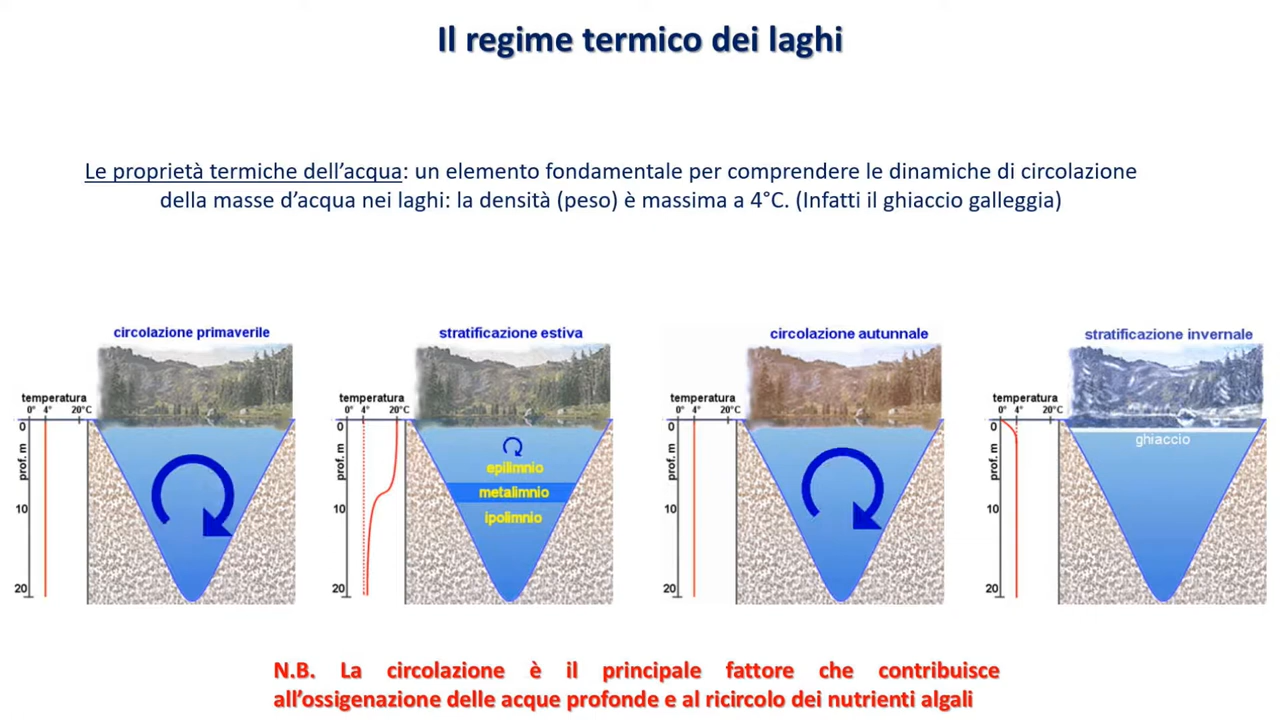 Il regime termico dei laghi
Le proprietà termiche dell'acqua: un elemento fondamentale per comprendere le dinamiche di circolazione
della masse d'acqua nei laghi: la densità (peso) è massima a 4°C. (Infatti il ghiaccio galleggia)
circolazione primaverile
temperatura
0° 4° 20°C
0
prof. m
10
20
stratificazione estiva
temperatura
0° 4° 20°C
0
prof. m
10
20
epilimnio
metalimnio
ipolimnio
circolazione autunnale
temperatura
0° 4° 20°C
0
prof. m
10
20
stratificazione invernale
temperatura
0° 4° 20°C
0
prof. m
10
20
ghiaccio
N.B. La circolazione è il principale fattore che contribuisce
all'ossigenazione delle acque profonde e al ricircolo dei nutrienti algali